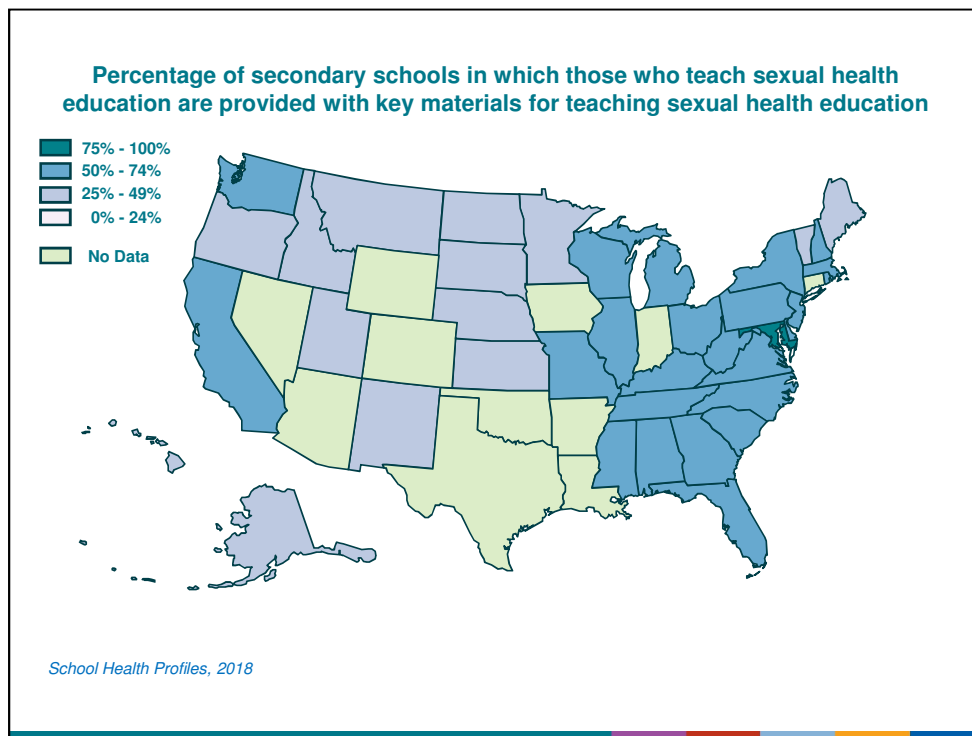 Percentage of secondary schools in which those who teach sexual health
education are provided with key materials for teaching sexual health education
75% - 100%
50% - 74%
25% - 49%
0% - 24%
No Data
School Health Profiles, 2018